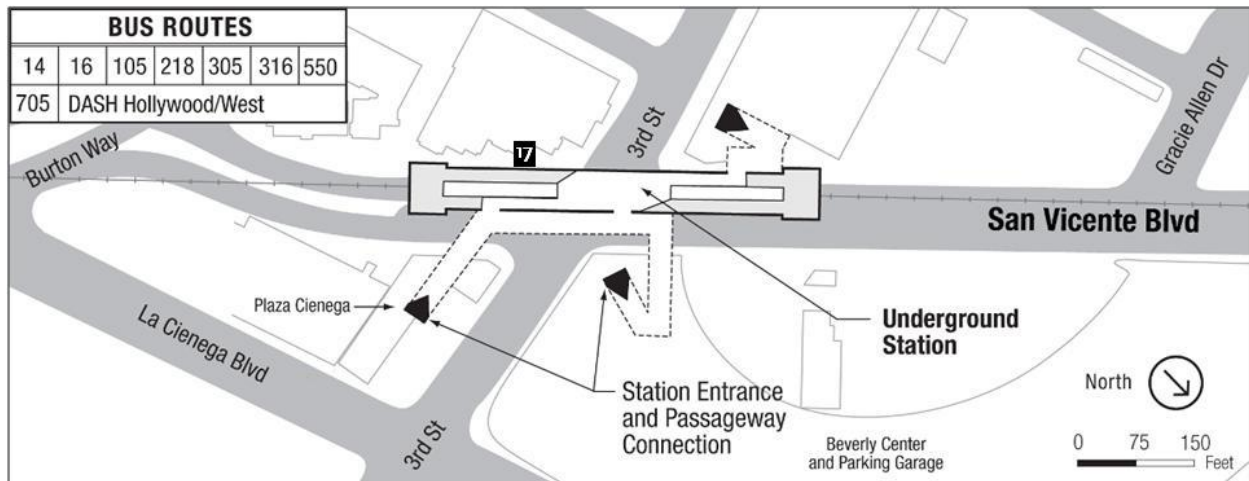 BUS ROUTES
14 16 105 218 305 316 550
705 DASH Hollywood/West
Burton Way
17
3rd St
Gracie Allen Dr
San Vicente Blvd
Plaza Cienega
La Cienega Blvd
Underground
Station
Station Entrance
and Passageway
Connection
3rd St
Beverly Center
and Parking Garage
North
0 75 150
Feet